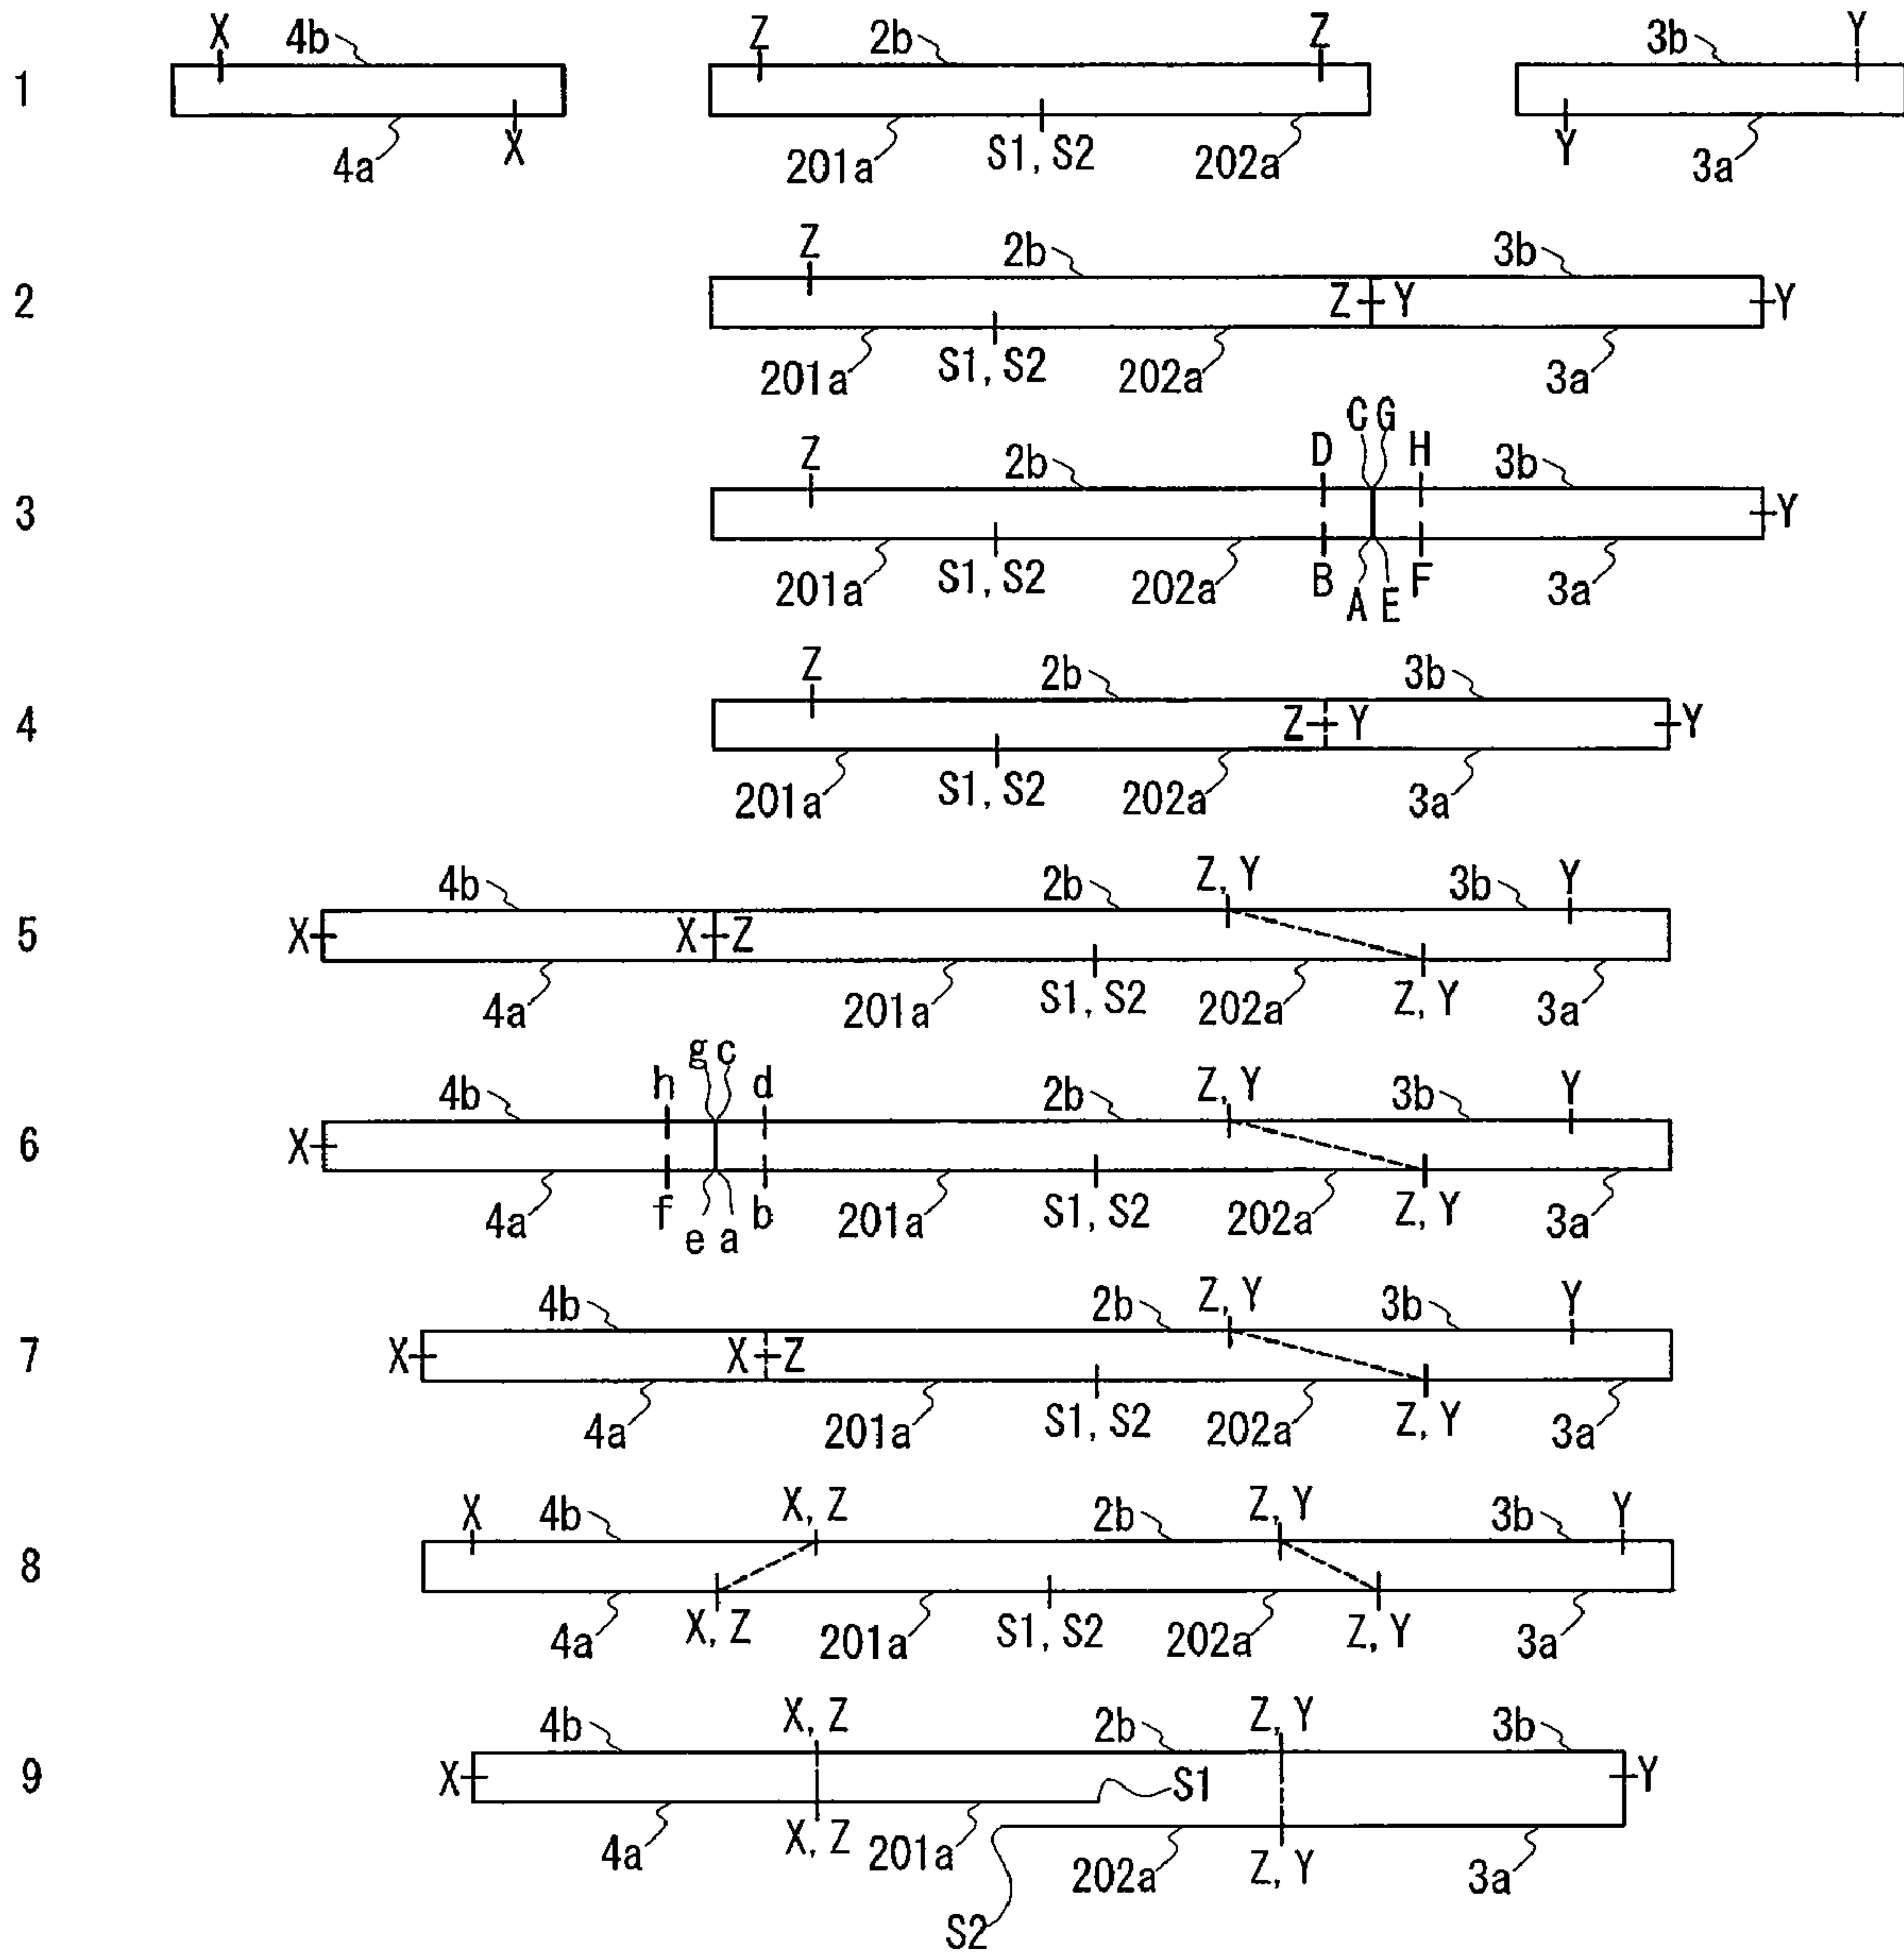 X 4b Z 2b Z 3b Y
1
4a X 201a S1, S2 202a Y 3a
Z 2b 3b
2 Z Y Y
201a S1, S2 202a 3a
C G
Z 2b D H 3b
3 Y
201a S1, S2 202a B A E F 3a
Z 2b 3b
4 Z Y Y
201a S1, S2 202a 3a
4b 2b Z, Y 3b Y
5 X X Z
4a 201a S1, S2 202a Z, Y 3a
g c
4b h d 2b Z, Y 3b Y
6 X
4a f e a b 201a S1, S2 202a Z, Y 3a
4b 2b Z, Y 3b Y
7 X X Z
4a 201a S1, S2 202a Z, Y 3a
X 4b X, Z 2b Z, Y 3b Y
8
4a X, Z 201a S1, S2 202a Z, Y 3a
4b X, Z 2b Z, Y 3b
9 X S1 Y
4a X, Z 201a 202a Z, Y 3a
S2